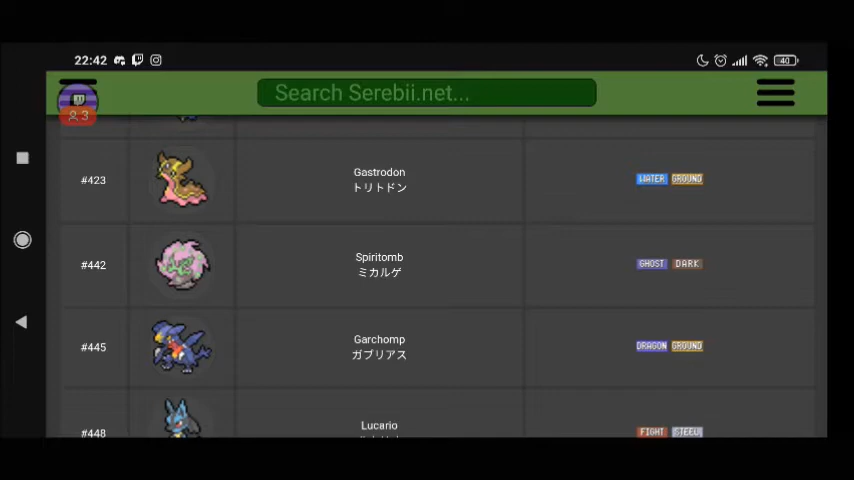 22:42
40
Search Serebii.net...
3
#423
Gastrodon
トリトドン
WATER GROUND
#442
Spiritomb
ミカルゲ
GHOST DARK
#445
Garchomp
ガブリアス
DRAGON GROUND
#448
Lucario
FIGHT STEEL